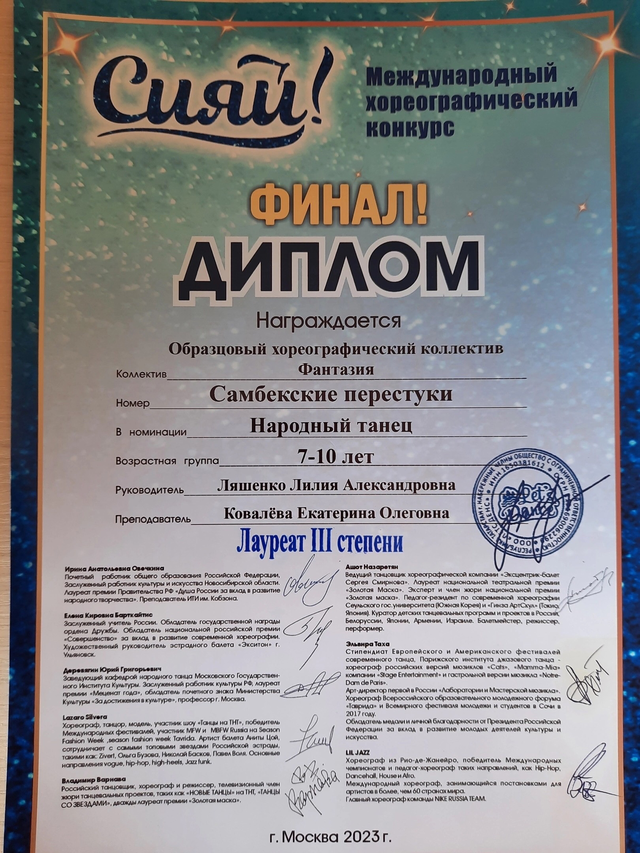 Сияй!
Международный
хореографический
конкурс
ФИНАЛ!
ДИПЛОМ
Награждается
Образцовый хореографический коллектив
Коллектив Фантазия
Номер Самбекские перестуки
В номинации Народный танец
Возрастная группа 7-10 лет
Руководитель Ляшенко Лилия Александровна
Преподаватель Ковалёва Екатерина Олеговна
Лауреат III степени
Ирина Анатольевна Овечкина
Почетный работник общего образования Российской Федерации,
Заслуженный работник культуры и искусства Новосибирской области.
Лауреат премии Правительства РФ «Душа России за вклад в развитие
народного творчества». Преподаватель ИТИ им. Кобзона.
Елена Кировна Барткайтис
Заслуженный учитель России. Обладатель государственной награды
ордена Дружбы. Обладатель национальной российской премии
«Совершенство» за вклад в развитие современной хореографии.
Художественный руководитель эстрадного балета «Экситон» г.
Ульяновск.
Деревягин Юрий Григорьевич
Заведующий кафедрой народного танца Московского Государствен-
ного Института Культуры. Заслуженный работник культуры РФ, лауреат
премии «Меценат года», обладатель почетного знака Министерства
Культуры «За достижения в культуре», профессор г. Москва.
Lazaro Silvera
Хореограф, танцор, модель, участник шоу «Танцы на ТНТ», победитель
Международных фестивалей, участник MFW и MBFW Russia на Season
Fashion Week ,season fashion week Tavrida. Артист балета Аниты Цой,
сотрудничает с самыми топовыми звездами Российской эстрады,
такими как: Zivert, Ольга Бузова, Николай Басков, Павел Воля. Основные
направления vogue, hip-hop, high-heels, Jazz funk.
Владимир Варнава
Российский танцовщик, хореограф и режиссер, телевизионный член
жюри танцевальных проектов, таких как «НОВЫЕ ТАНЦЫ» на ТНТ, «ТАНЦЫ
СО ЗВЕЗДАМИ», дважды лауреат премии «Золотая маска».
Ашот Назаретян
Ведущий танцовщик хореографической компании «Эксцентрик-балет
Сергея Смирнова». Лауреат национальной театральной премии
«Золотая Маска». Эксперт и член жюри национальной премии
«Золотая маска». Педагог-резидент по современной хореографии
Сеульского гос.университета (Южная Корея) и «Гинза АртСкул» (Токио,
Япония). Куратор детских танцевальных программ и проектов в России,
Белоруссии, Японии, Армении, Израиле. Балетмейстер, режиссер,
перформер.
Эльвира Таха
Стипендиат Европейского и Американского фестивалей
современного танца, Парижского института джазового танца -
хореограф российских версий мюзиклов «Cats», «Mamma-Mia»
компании «Stage Entertainment» и гастрольной версии мюзикла «Notre-
Dam de Paris».
Арт-директор первой в России «Лаборатории и Мастерской мюзикла».
Хореограф Всероссийского образовательного молодежного форума
«Таврида» и Всемирного фестиваля молодежи и студентов в Сочи в
2017 году.
Обладатель медали и личной благодарности от Президента Российской
Федерации за вклад в развитие молодых деятелей культуры и
искусства.
LIL JAZZ
Хореограф из Рио-де-Жанейро, победитель Международных
чемпионатов и педагог-хореограф таких направлений, как Hip-Hop,
Dancehall, House и Afro.
Международный хореограф, занимающийся постановками для
артистов в более, чем 60 странах мира.
Главный хореограф команды NIKE RUSSIA TEAM.
г. Москва 2023 г.